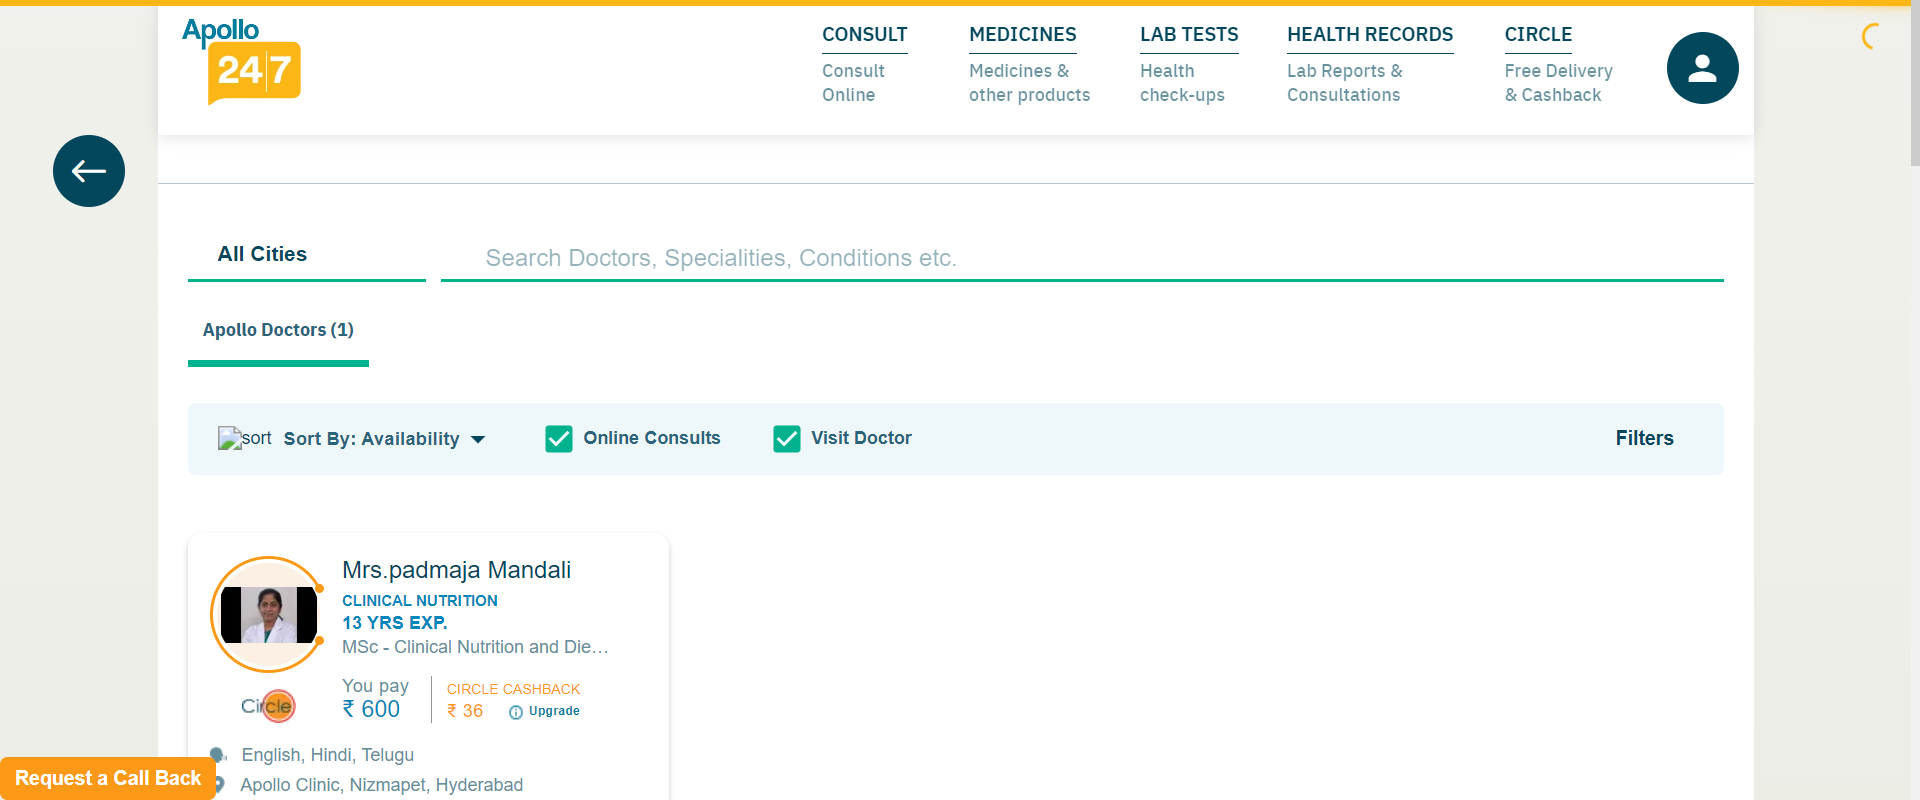 Apollo
24|7
CONSULT
Consult
Online
MEDICINES
Medicines &
other products
LAB TESTS
Health
check-ups
HEALTH RECORDS
Lab Reports &
Consultations
CIRCLE
Free Delivery
& Cashback
All Cities
Search Doctors, Specialities, Conditions etc.
Apollo Doctors (1)
sort Sort By: Availability
Online Consults
Visit Doctor
Filters
Mrs.padmaja Mandali
CLINICAL NUTRITION
13 YRS EXP.
MSc - Clinical Nutrition and Die…
Circle
You pay
₹ 600
CIRCLE CASHBACK
₹ 36
Upgrade
English, Hindi, Telugu
Apollo Clinic, Nizmapet, Hyderabad
Request a Call Back